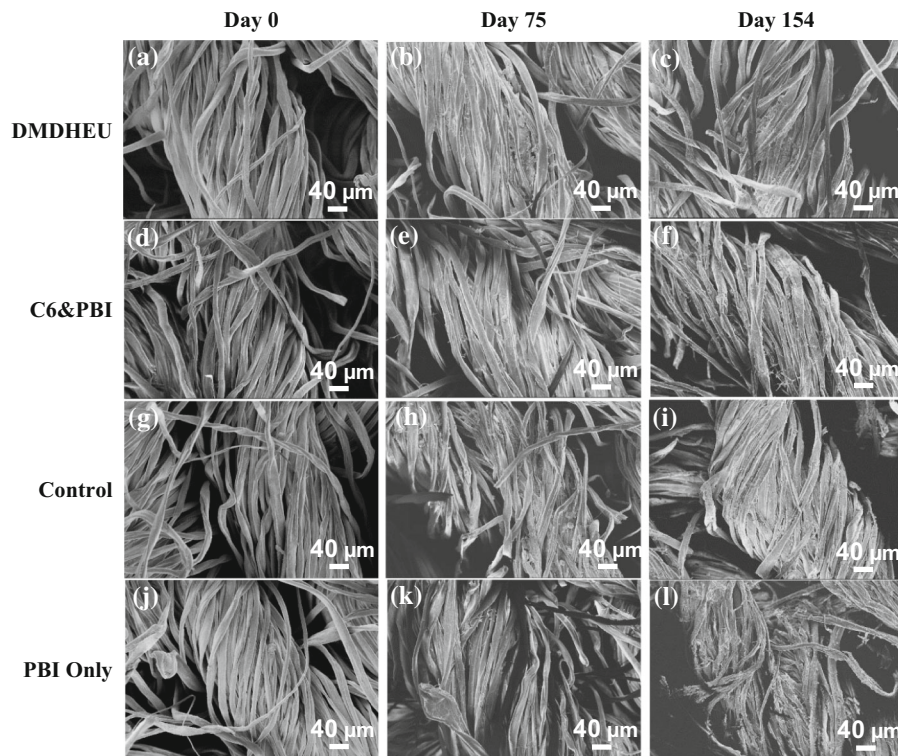 Day 0 Day 75 Day 154
DMDHEU
(a) (b) (c)
40 µm 40 µm 40 µm
C6&PBI
(d) (e) (f)
40 µm 40 µm 40 µm
Control
(g) (h) (i)
40 µm 40 µm 40 µm
PBI Only
(j) (k) (l)
40 µm 40 µm 40 µm